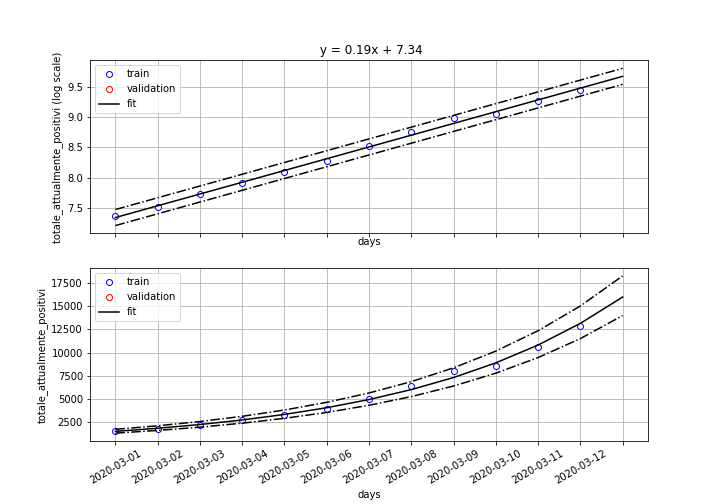 y = 0.19x + 7.34
totale_attualmente_positivi (log scale)
9.5
9.0
8.5
8.0
7.5
train
validation
fit
days
totale_attualmente_positivi
17500
15000
12500
10000
7500
5000
2500
train
validation
fit
2020-03-01
2020-03-02
2020-03-03
2020-03-04
2020-03-05
2020-03-06
2020-03-07
2020-03-08
2020-03-09
2020-03-10
2020-03-11
2020-03-12
days